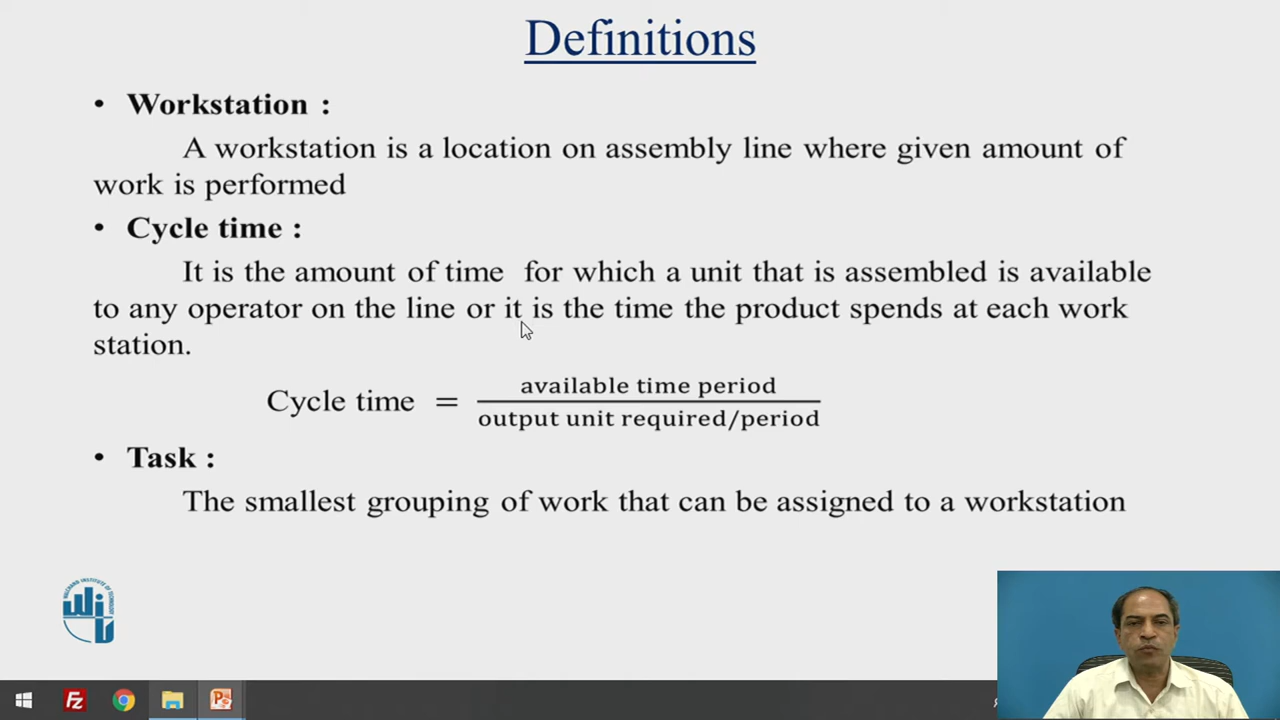 Definitions
• Workstation :
A workstation is a location on assembly line where given amount of
work is performed
• Cycle time :
It is the amount of time for which a unit that is assembled is available
to any operator on the line or it is the time the product spends at each work
station.
Cycle time = available time period / output unit required/period
• Task :
The smallest grouping of work that can be assigned to a workstation